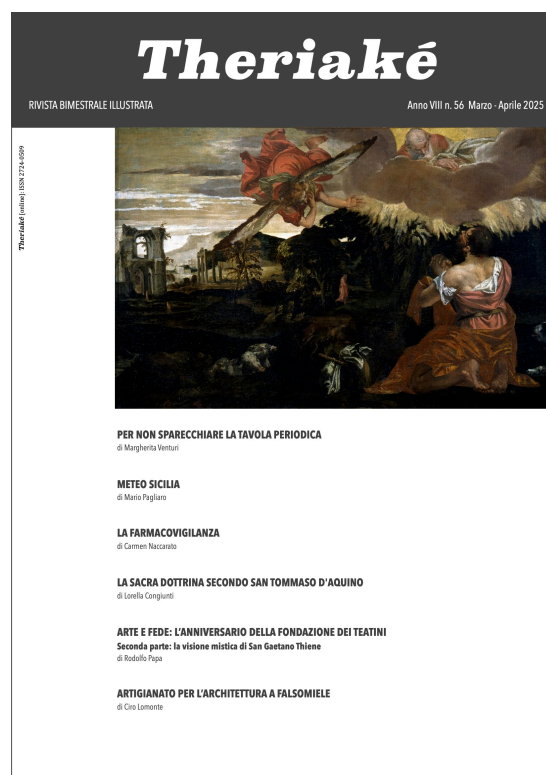 Theriaké
RIVISTA BIMESTRALE ILLUSTRATA
Anno VIII n. 56 Marzo - Aprile 2025
Theriaké [online]: ISSN 2724-0509
PER NON SPARECCHIARE LA TAVOLA PERIODICA
di Margherita Venturi
METEO SICILIA
di Mario Pagliaro
LA FARMACOVIGILANZA
di Carmen Naccarato
LA SACRA DOTTRINA SECONDO SAN TOMMASO D'AQUINO
di Lorella Congiunti
ARTE E FEDE: L’ANNIVERSARIO DELLA FONDAZIONE DEI TEATINI
Seconda parte: la visione mistica di San Gaetano Thiene
di Rodolfo Papa
ARTIGIANATO PER L’ARCHITETTURA A FALSOMIELE
di Ciro Lomonte